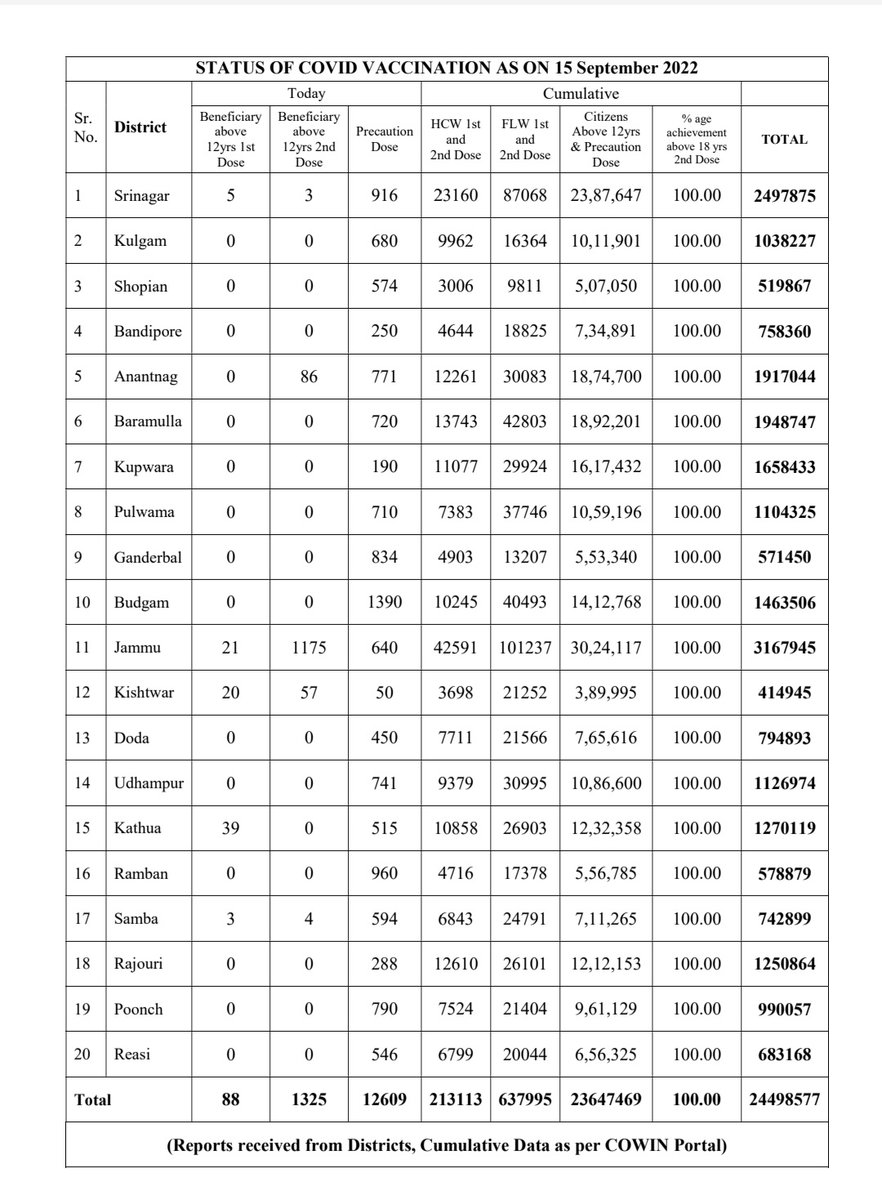 STATUS OF COVID VACCINATION AS ON 15 September 2022
Sr. No. District Today Cumulative
Beneficiary above 12yrs 1st Dose Beneficiary above 12yrs 2nd Dose Precaution Dose HCW 1st and 2nd Dose FLW 1st and 2nd Dose Citizens Above 12yrs & Precaution Dose % age achievement above 18 yrs 2nd Dose TOTAL
1 Srinagar 5 3 916 23160 87068 23,87,647 100.00 2497875
2 Kulgam 0 0 680 9962 16364 10,11,901 100.00 1038227
3 Shopian 0 0 574 3006 9811 5,07,050 100.00 519867
4 Bandipore 0 0 250 4644 18825 7,34,891 100.00 758360
5 Anantnag 0 86 771 12261 30083 18,74,700 100.00 1917044
6 Baramulla 0 0 720 13743 42803 18,92,201 100.00 1948747
7 Kupwara 0 0 190 11077 29924 16,17,432 100.00 1658433
8 Pulwama 0 0 710 7383 37746 10,59,196 100.00 1104325
9 Ganderbal 0 0 834 4903 13207 5,53,340 100.00 571450
10 Budgam 0 0 1390 10245 40493 14,12,768 100.00 1463506
11 Jammu 21 1175 640 42591 101237 30,24,117 100.00 3167945
12 Kishtwar 20 57 50 3698 21252 3,89,995 100.00 414945
13 Doda 0 0 450 7711 21566 7,65,616 100.00 794893
14 Udhampur 0 0 741 9379 30995 10,86,600 100.00 1126974
15 Kathua 39 0 515 10858 26903 12,32,358 100.00 1270119
16 Ramban 0 0 960 4716 17378 5,56,785 100.00 578879
17 Samba 3 4 594 6843 24791 7,11,265 100.00 742899
18 Rajouri 0 0 288 12610 26101 12,12,153 100.00 1250864
19 Poonch 0 0 790 7524 21404 9,61,129 100.00 990057
20 Reasi 0 0 546 6799 20044 6,56,325 100.00 683168
Total 88 1325 12609 213113 637995 23647469 100.00 24498577
(Reports received from Districts, Cumulative Data as per COWIN Portal)